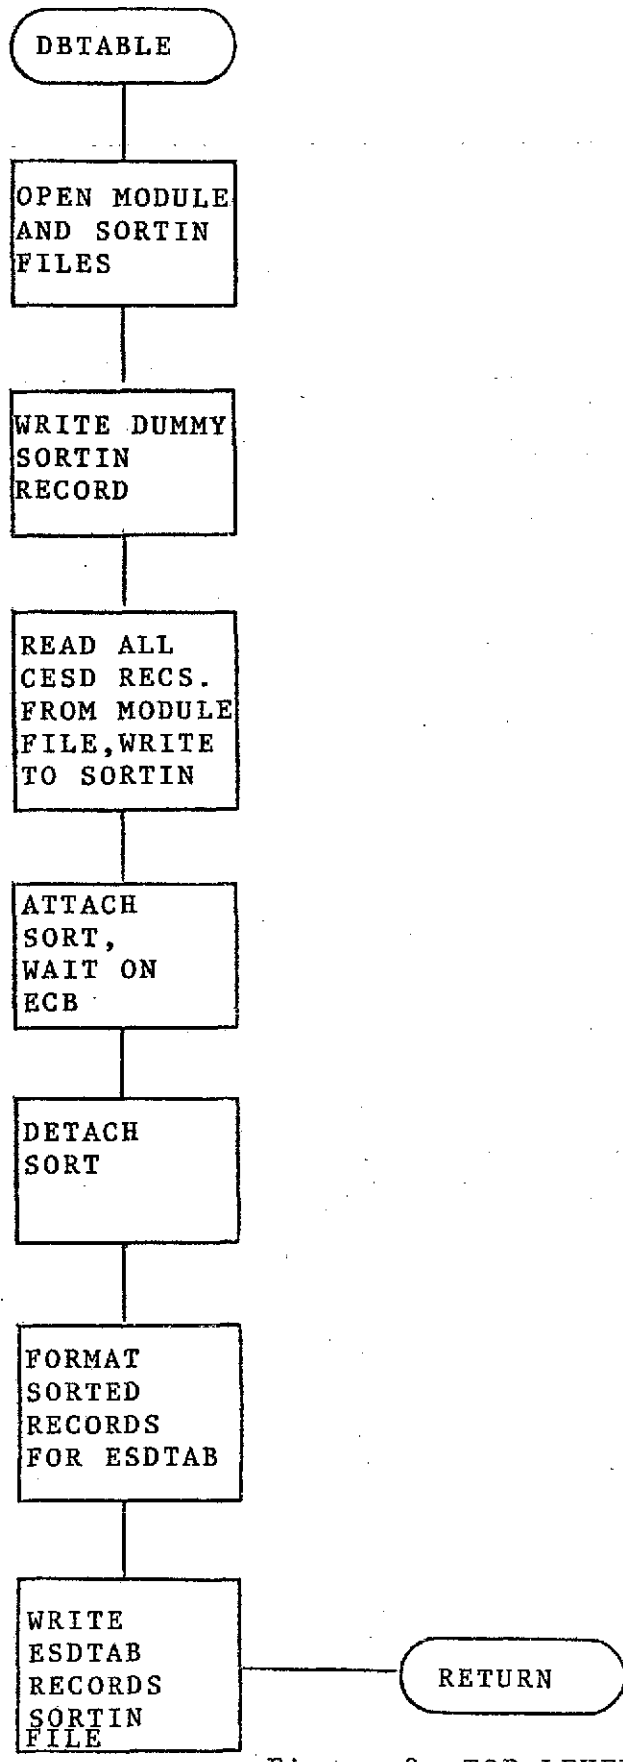 DBTABLE
OPEN MODULE
AND SORTIN
FILES
WRITE DUMMY
SORTIN
RECORD
READ ALL
CESD RECS.
FROM MODULE
FILE,WRITE
TO SORTIN
ATTACH
SORT,
WAIT ON
ECB
DETACH
SORT
FORMAT
SORTED
RECORDS
FOR ESDTAB
WRITE
ESDTAB
RECORDS
SORTIN
FILE
RETURN